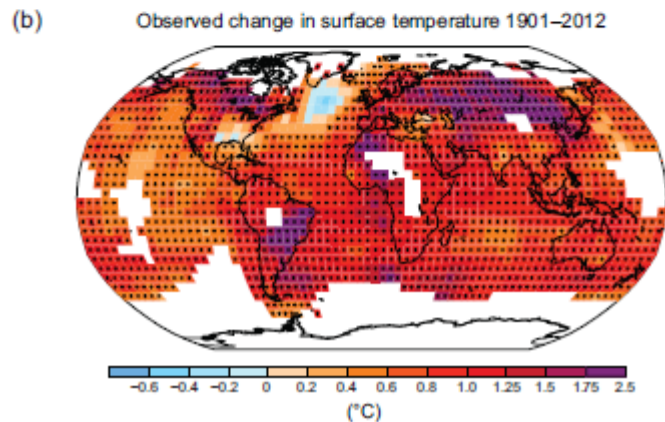 (b) Observed change in surface temperature 1901–2012
−0.6 −0.4 −0.2 0 0.2 0.4 0.6 0.8 1.0 1.25 1.5 1.75 2.5
(°C)